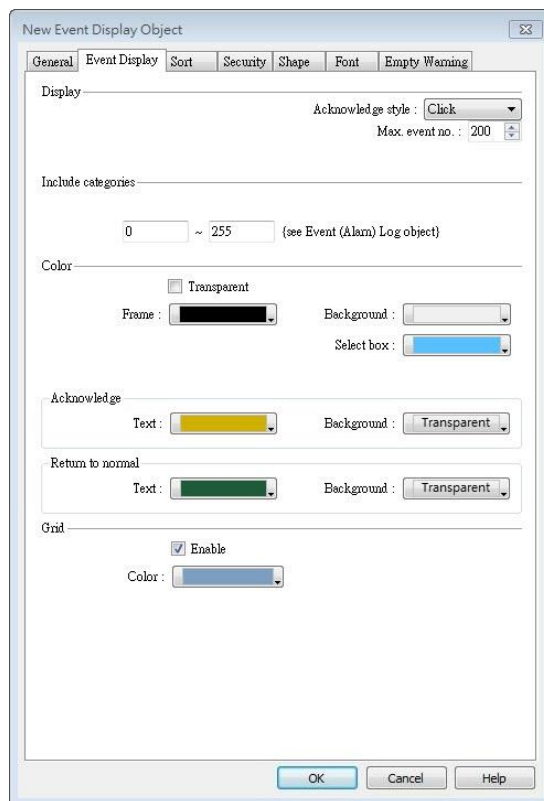 New Event Display Object
General Event Display Sort Security Shape Font Empty Warning
Display
Acknowledge style : Click
Max. event no. : 200
Include categories
0 ~ 255 {see Event (Alarm) Log object}
Color
Transparent
Frame : Background :
Select box :
Acknowledge
Text : Background : Transparent
Return to normal
Text : Background : Transparent
Grid
Enable
Color :
OK Cancel Help